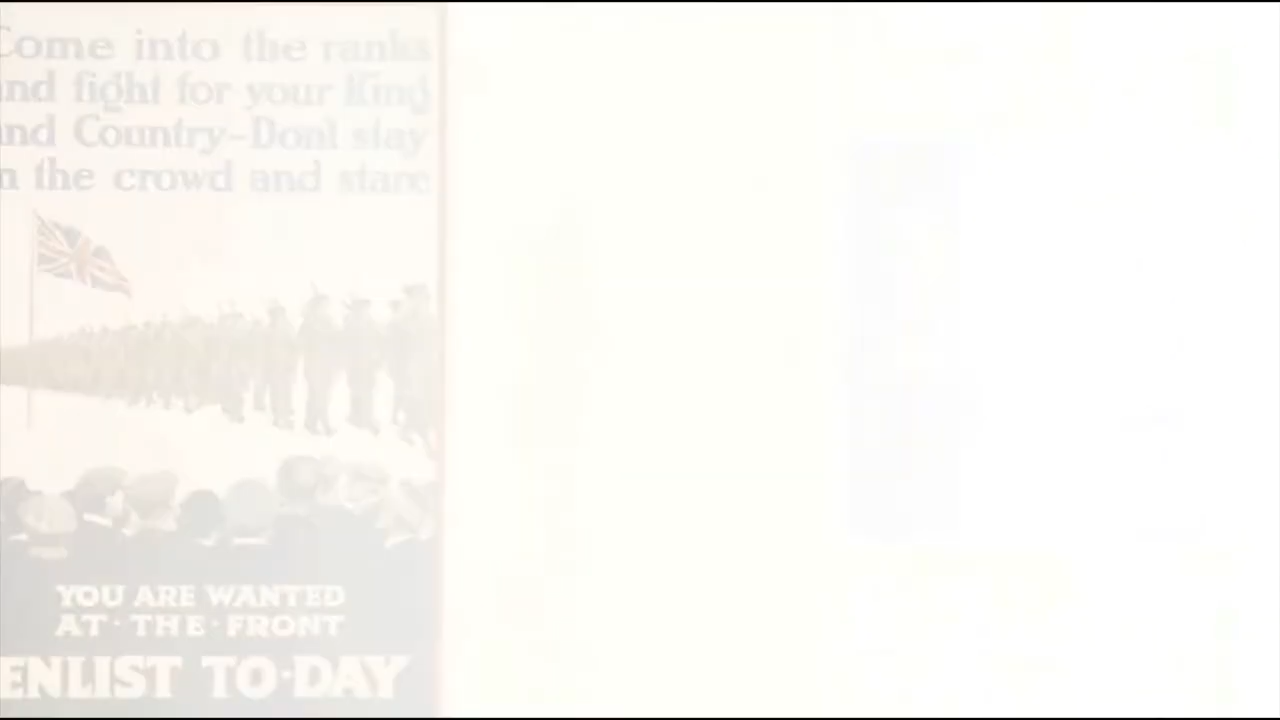 Come into the ranks
and fight for your King
and Country-Don't stay
in the crowd and stare
YOU ARE WANTED
AT·THE·FRONT
ENLIST TO·DAY